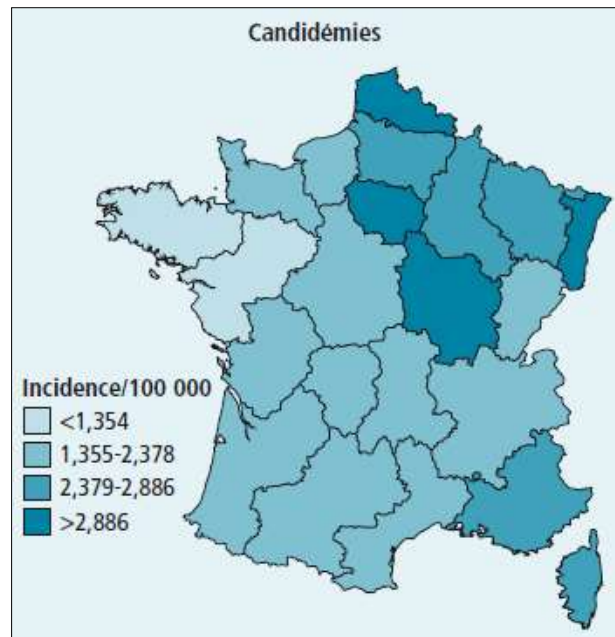 Candidémies
Incidence/100 000
<1,354
1,355-2,378
2,379-2,886
>2,886